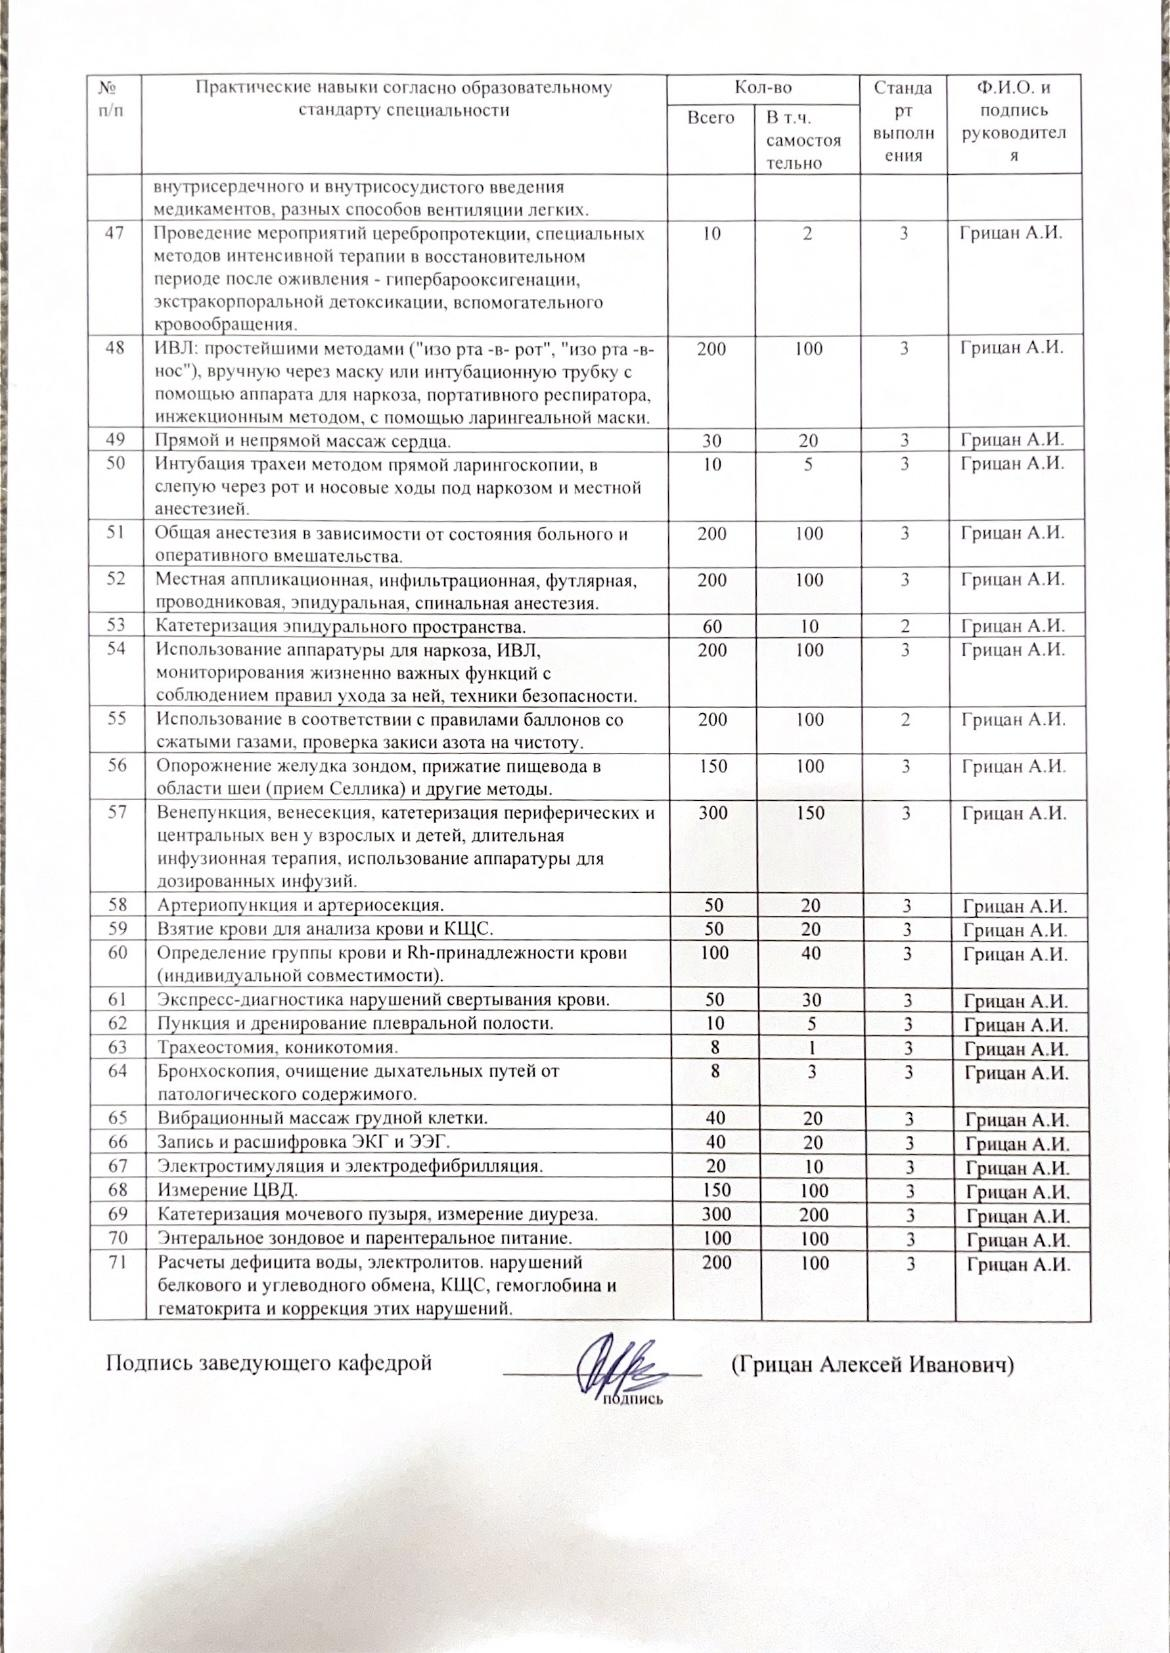 № п/п Практические навыки согласно образовательному стандарту специальности Кол-во Всего В т.ч. самостоя тельно Станда рт выполн ения Ф.И.О. и подпись руководител я
внутрисердечного и внутрисосудистого введения
медикаментов, разных способов вентиляции легких.
47 Проведение мероприятий церебропротекции, специальных 10 2 3 Грицан А.И.
методов интенсивной терапии в восстановительном
периоде после оживления - гипербарооксигенации,
экстракорпоральной детоксикации, вспомогательного
кровообращения.
48 ИВЛ: простейшими методами ("изо рта -в- рот", "изо рта -в- 200 100 3 Грицан А.И.
нос"), вручную через маску или интубационную трубку с
помощью аппарата для наркоза, портативного респиратора,
инжекционным методом, с помощью ларингеальной маски.
49 Прямой и непрямой массаж сердца. 30 20 3 Грицан А.И.
50 Интубация трахеи методом прямой ларингоскопии, в 10 5 3 Грицан А.И.
слепую через рот и носовые ходы под наркозом и местной
анестезией.
51 Общая анестезия в зависимости от состояния больного и 200 100 3 Грицан А.И.
оперативного вмешательства.
52 Местная аппликационная, инфильтрационная, футлярная, 200 100 3 Грицан А.И.
проводниковая, эпидуральная, спинальная анестезия.
53 Катетеризация эпидурального пространства. 60 10 2 Грицан А.И.
54 Использование аппаратуры для наркоза, ИВЛ, 200 100 3 Грицан А.И.
мониторирования жизненно важных функций с
соблюдением правил ухода за ней, техники безопасности.
55 Использование в соответствии с правилами баллонов со 200 100 2 Грицан А.И.
сжатыми газами, проверка закиси азота на чистоту.
56 Опорожнение желудка зондом, прижатие пищевода в 150 100 3 Грицан А.И.
области шеи (прием Селлика) и другие методы.
57 Венепункция, венесекция, катетеризация периферических и 300 150 3 Грицан А.И.
центральных вен у взрослых и детей, длительная
инфузионная терапия, использование аппаратуры для
дозированных инфузий.
58 Артериопункция и артериосекция. 50 20 3 Грицан А.И.
59 Взятие крови для анализа крови и КЩС. 50 20 3 Грицан А.И.
60 Определение группы крови и Rh-принадлежности крови 100 40 3 Грицан А.И.
(индивидуальной совместимости).
61 Экспресс-диагностика нарушений свертывания крови. 50 30 3 Грицан А.И.
62 Пункция и дренирование плевральной полости. 10 5 3 Грицан А.И.
63 Трахеостомия, коникотомия. 8 1 3 Грицан А.И.
64 Бронхоскопия, очищение дыхательных путей от 8 3 3 Грицан А.И.
патологического содержимого.
65 Вибрационный массаж грудной клетки. 40 20 3 Грицан А.И.
66 Запись и расшифровка ЭКГ и ЭЭГ. 40 20 3 Грицан А.И.
67 Электростимуляция и электродефибрилляция. 20 10 3 Грицан А.И.
68 Измерение ЦВД. 150 100 3 Грицан А.И.
69 Катетеризация мочевого пузыря, измерение диуреза. 300 200 3 Грицан А.И.
70 Энтеральное зондовое и парентеральное питание. 100 100 3 Грицан А.И.
71 Расчеты дефицита воды, электролитов. нарушений 200 100 3 Грицан А.И.
белкового и углеводного обмена, КЩС, гемоглобина и
гематокрита и коррекция этих нарушений.
Подпись заведующего кафедрой (Грицан Алексей Иванович)
подпись